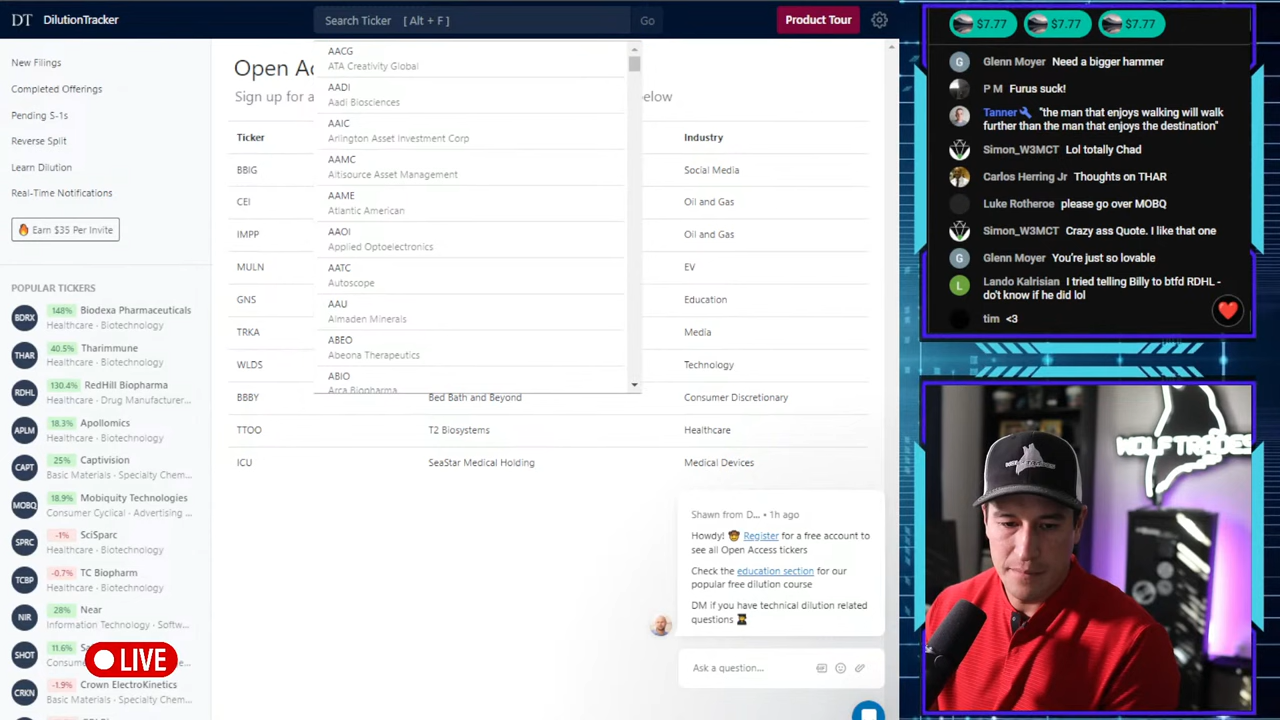 DT DilutionTracker
Search Ticker [ Alt + F ]
Go
Product Tour
New Filings
Completed Offerings
Pending S-1s
Reverse Split
Learn Dilution
Real-Time Notifications
🔥 Earn $35 Per Invite
POPULAR TICKERS
BDRX 148% Biodexa Pharmaceuticals
Healthcare - Biotechnology
THAR 40.5% Tharimmune
Healthcare - Biotechnology
RDHL 130.4% RedHill Biopharma
Healthcare - Drug Manufacturer...
APLM 18.3% Apollomics
Healthcare - Biotechnology
CAPT 25% Captivision
Basic Materials - Specialty Chem...
MOBQ 18.9% Mobiquity Technologies
Consumer Cyclical - Advertising ...
SPRC -1% SciSparc
Healthcare - Biotechnology
TCBP -0.7% TC Biopharm
Healthcare - Biotechnology
NIR 28% Near
Information Technology - Softw...
SHOT 11.6%
LIVE
CRKN -1.9% Crown ElectroKinetics
Basic Materials - Specialty Chem...
Open Ac
Sign up for a
below
Ticker
Industry
BBIG Social Media
CEI Oil and Gas
IMPP Oil and Gas
MULN EV
GNS Education
TRKA Media
WLDS Technology
BBBY Bed Bath and Beyond Consumer Discretionary
TTOO T2 Biosystems Healthcare
ICU SeaStar Medical Holding Medical Devices
AACG
ATA Creativity Global
AADI
Aadi Biosciences
AAIC
Arlington Asset Investment Corp
AAMC
Altisource Asset Management
AAME
Atlantic American
AAOI
Applied Optoelectronics
AATC
Autoscope
AAU
Almaden Minerals
ABEO
Abeona Therapeutics
ABIO
Arca Biopharma
Shawn from D... • 1h ago
Howdy! 🤠 Register for a free account to
see all Open Access tickers
Check the education section for our
popular free dilution course
DM if you have technical dilution related
questions
Ask a question...
$7.77 $7.77 $7.77
G Glenn Moyer Need a bigger hammer
P M Furus suck!
Tanner🔧 "the man that enjoys walking will walk
further than the man that enjoys the destination"
Simon_W3MCT Lol totally Chad
Carlos Herring Jr Thoughts on THAR
Luke Rotheroe please go over MOBQ
Simon_W3MCT Crazy ass Quote. I like that one
G Glenn Moyer You're just so lovable
L Lando Kalrisian I tried telling Billy to btfd RDHL -
do't know if he did lol
tim <3
WOLFTRADES